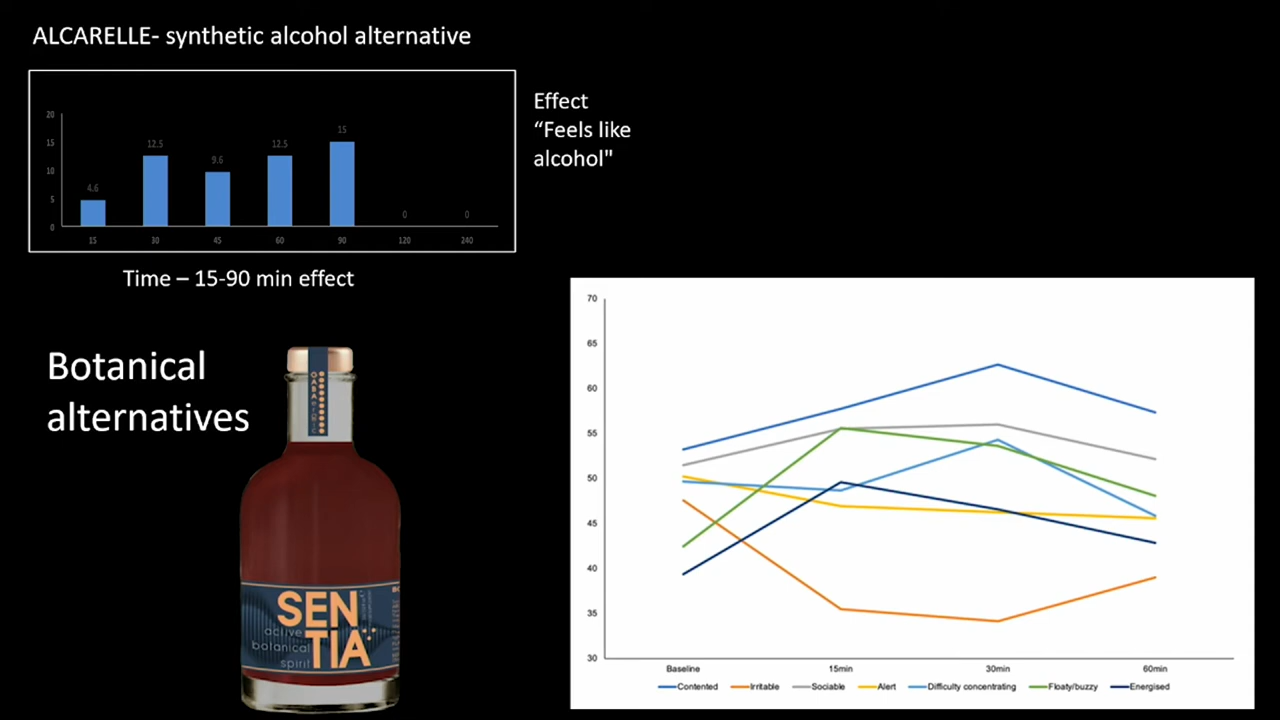 ALCARELLE- synthetic alcohol alternative
20
15
10
5
0
4.6
12.5
9.6
12.5
15
0
0
15
30
45
60
90
120
240
Effect
“Feels like
alcohol"
Time – 15-90 min effect
Botanical
alternatives
GABA
SEN
TIA
active
botanical
spirit
70
65
60
55
50
45
40
35
30
Baseline
15min
30min
60min
Contented
Irritable
Sociable
Alert
Difficulty concentrating
Floaty/buzzy
Energised